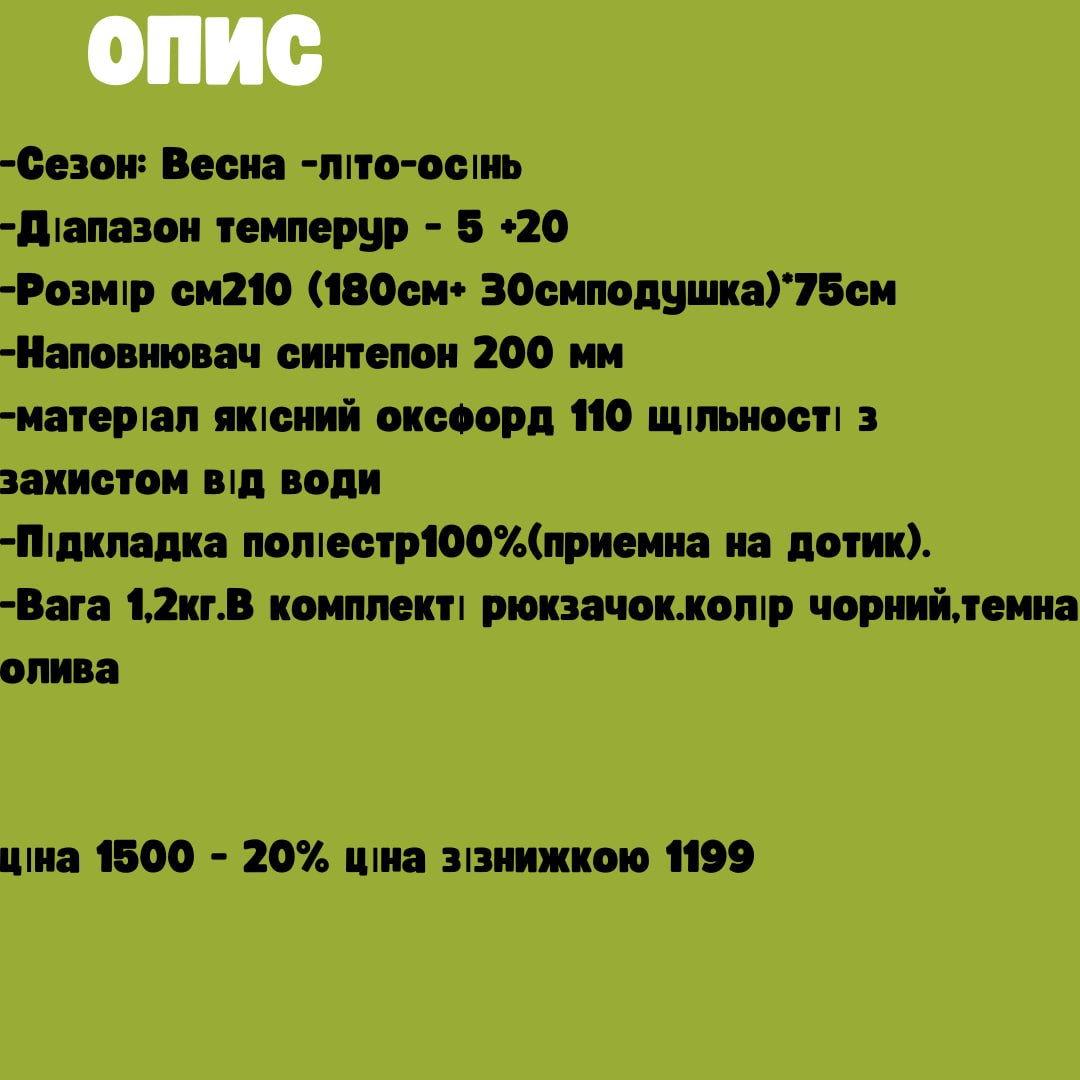 ОПИС
-Сезон: Весна -літо-осінь
-Діапазон темперур - 5 +20
-Розмір см210 (180см+ 30смподушка)*75см
-Наповнювач синтепон 200 мм
-матеріал якісний оксфорд 110 щільності з
захистом від води
-Підкладка поліестр100%(приемна на дотик).
-Вага 1,2кг.В комплекті рюкзачок.колір чорний,темна
олива
ціна 1500 - 20% ціна зізнижкою 1199